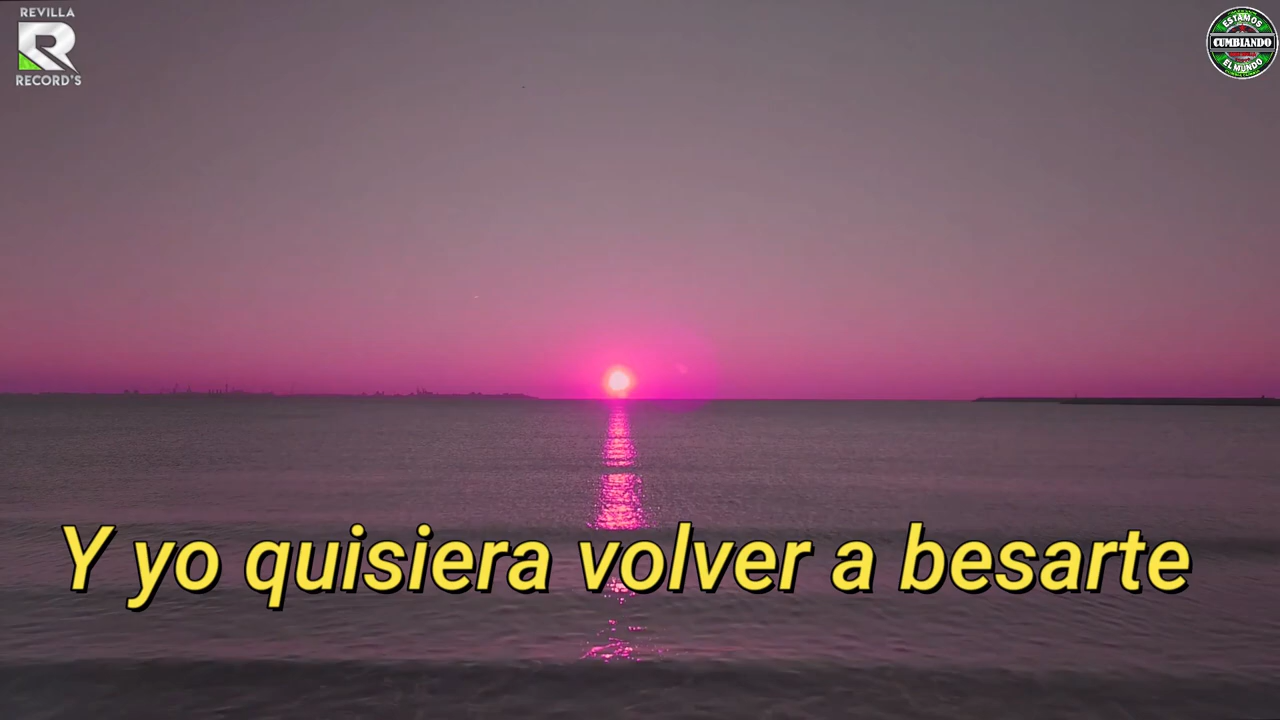 REVILLA
R
RECORD'S
ESTAMOS
CUMBIANDO
EL MUNDO
Y yo quisiera volver a besarte